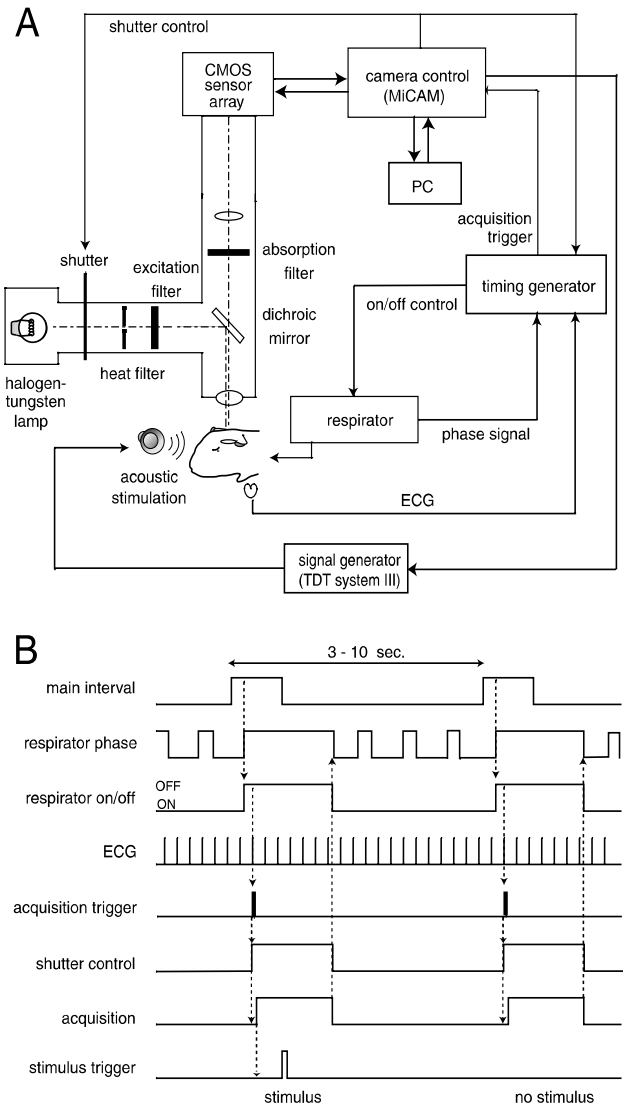 A
shutter control
CMOS
sensor
array
camera control
(MiCAM)
PC
acquisition
trigger
shutter
excitation
filter
absorption
filter
timing generator
on/off control
dichroic
mirror
heat filter
halogen-
tungsten
lamp
respirator
phase signal
acoustic
stimulation
ECG
signal generator
(TDT system III)
B
3 - 10 sec.
main interval
respirator phase
respirator on/off
OFF
ON
ECG
acquisition trigger
shutter control
acquisition
stimulus trigger
stimulus
no stimulus